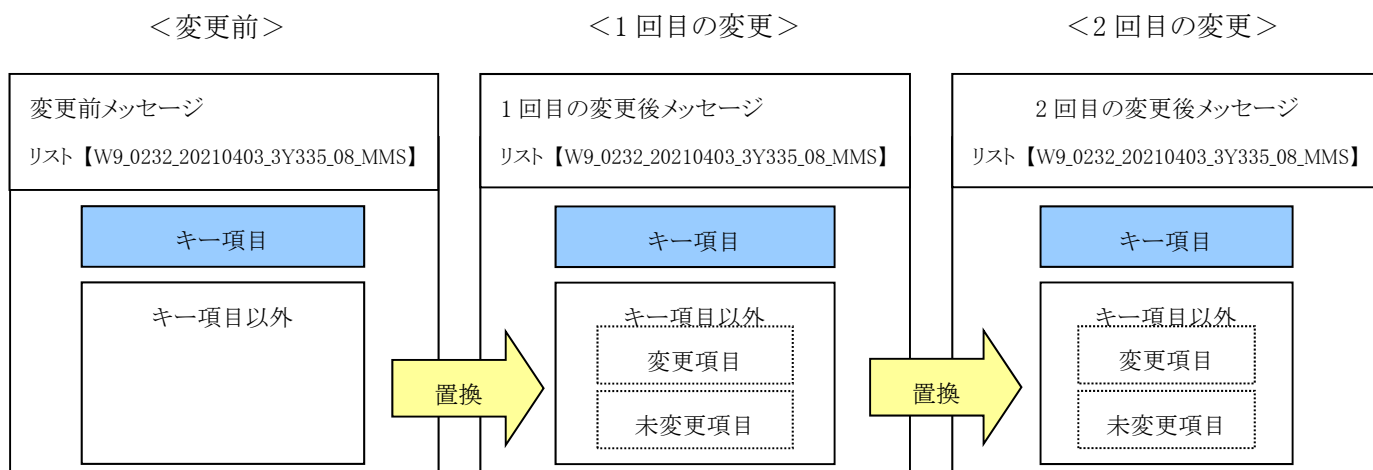 <変更前>
<1回目の変更>
<2回目の変更>
変更前メッセージ
リスト【W9_0232_20210403_3Y335_08_MMS】
キー項目
キー項目以外
置換
1回目の変更後メッセージ
リスト【W9_0232_20210403_3Y335_08_MMS】
キー項目
キー項目以外
変更項目
未変更項目
置換
2回目の変更後メッセージ
リスト【W9_0232_20210403_3Y335_08_MMS】
キー項目
キー項目以外
変更項目
未変更項目